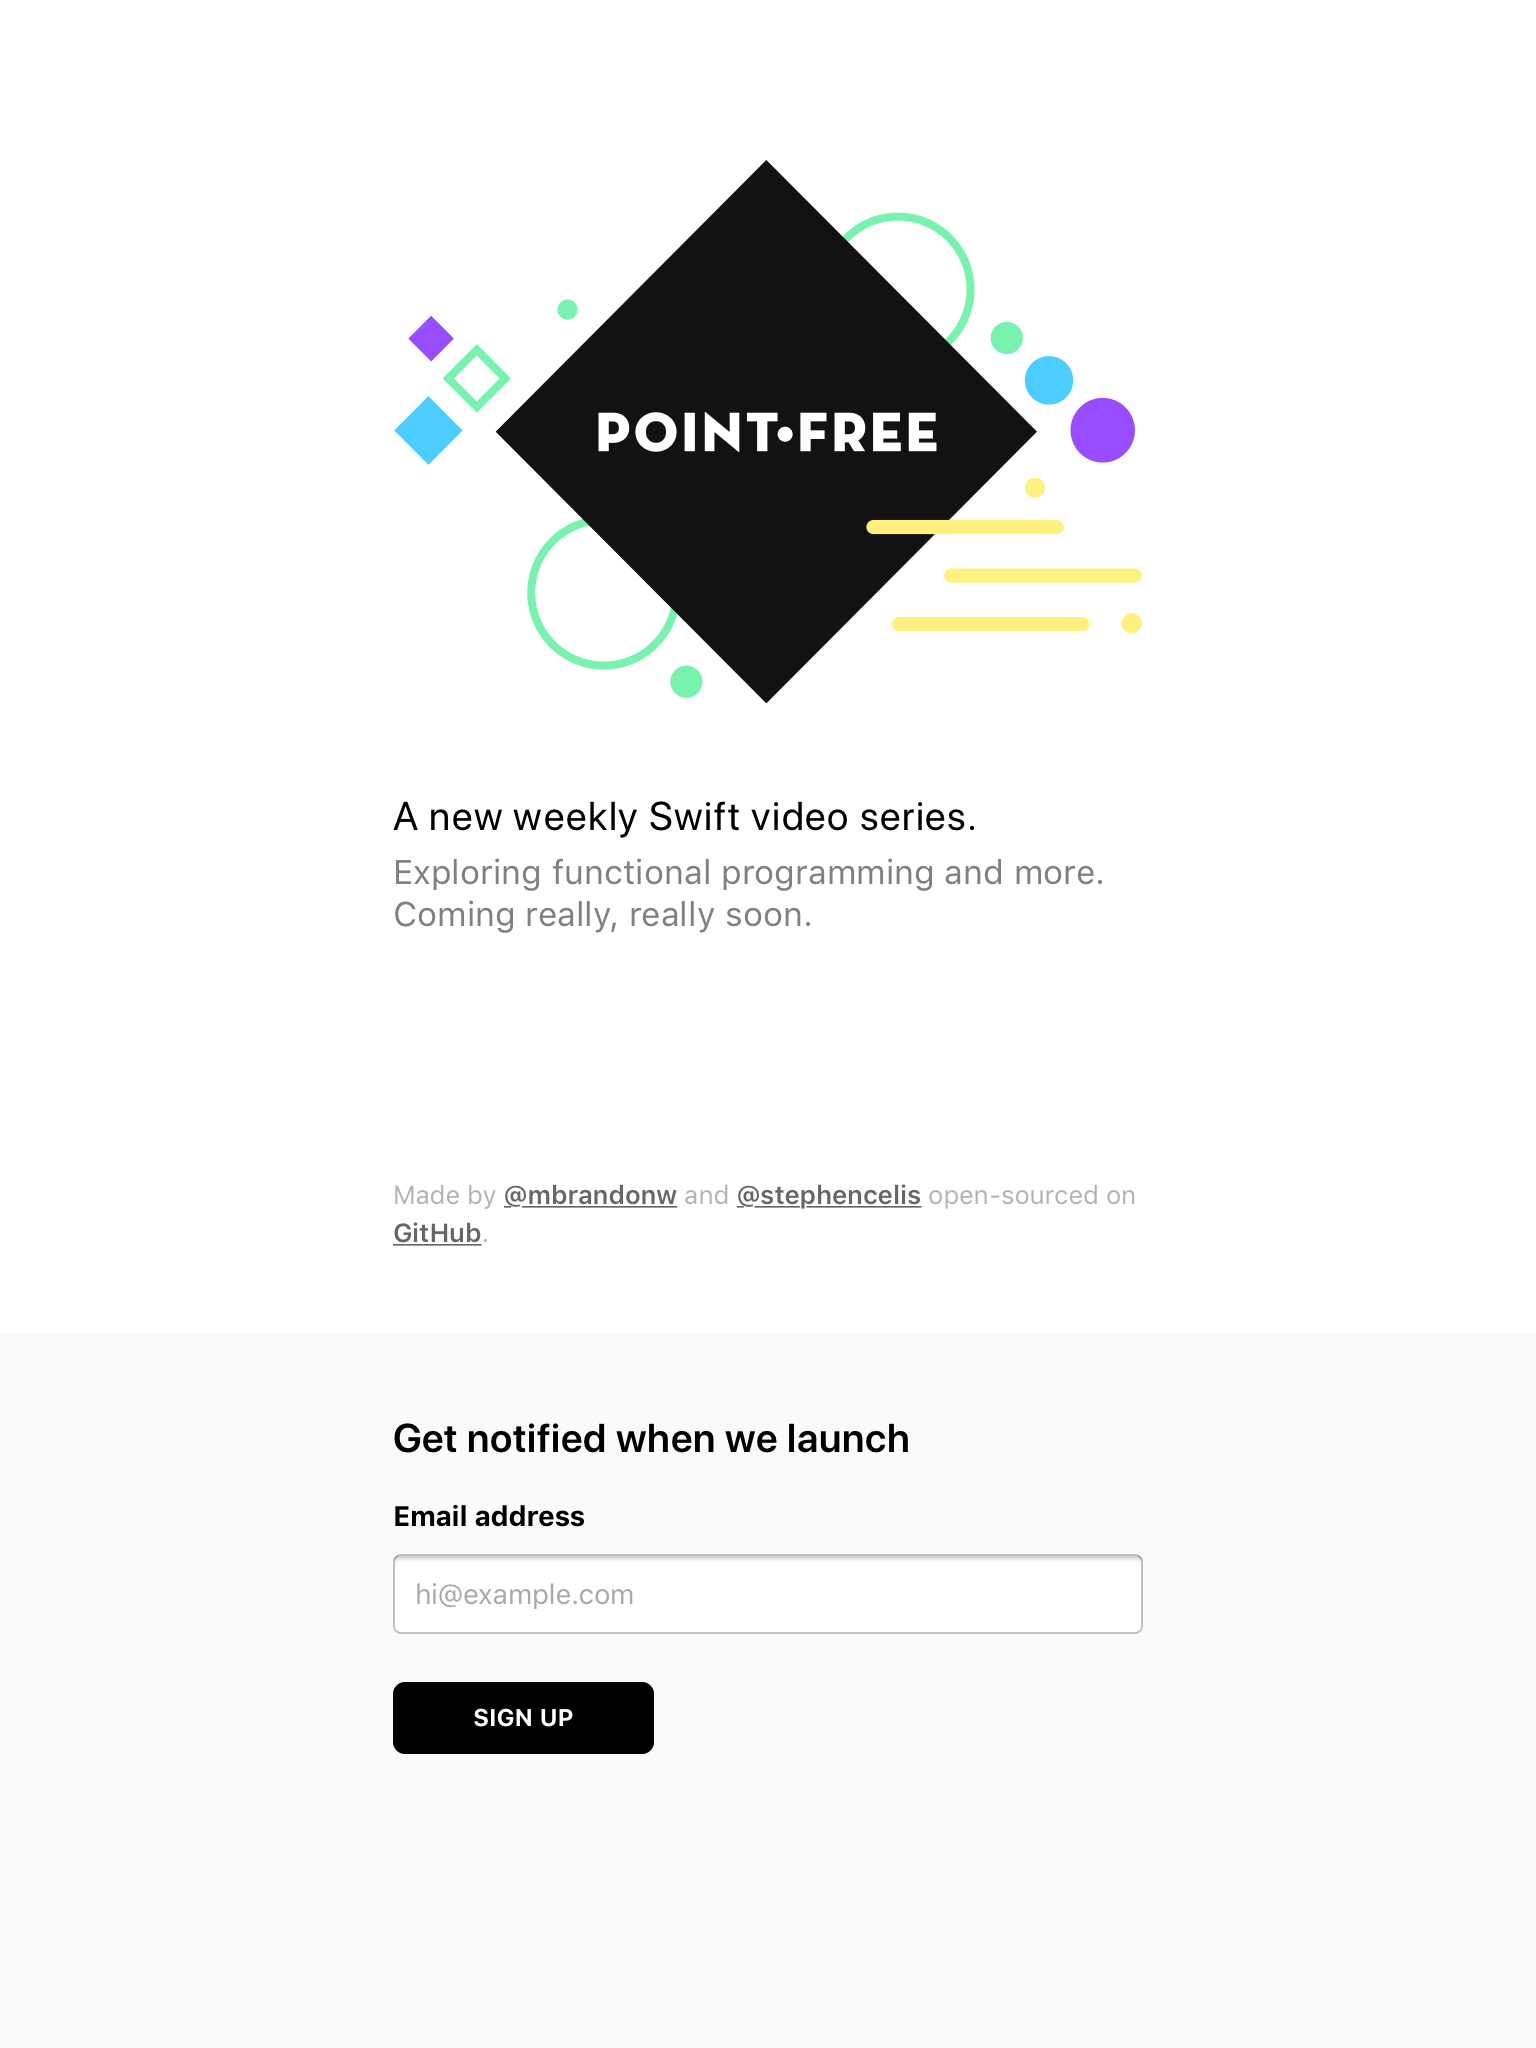 POINT•FREE
A new weekly Swift video series.
Exploring functional programming and more.
Coming really, really soon.
Made by @mbrandonw and @stephencelis open-sourced on
GitHub.
Get notified when we launch
Email address
hi@example.com
SIGN UP